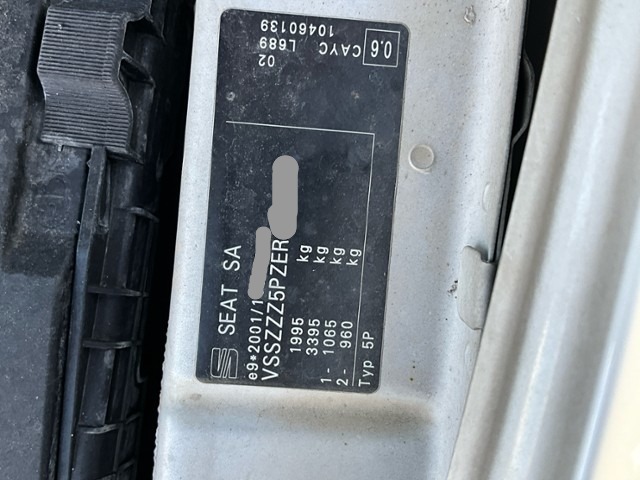 SEAT SA
e9*2001/1
VSSZZZ5PZER
1995 kg
3395 kg
1- 1065 kg
2- 960 kg
Typ 5P
02
CAYC L689
10460139
0.6